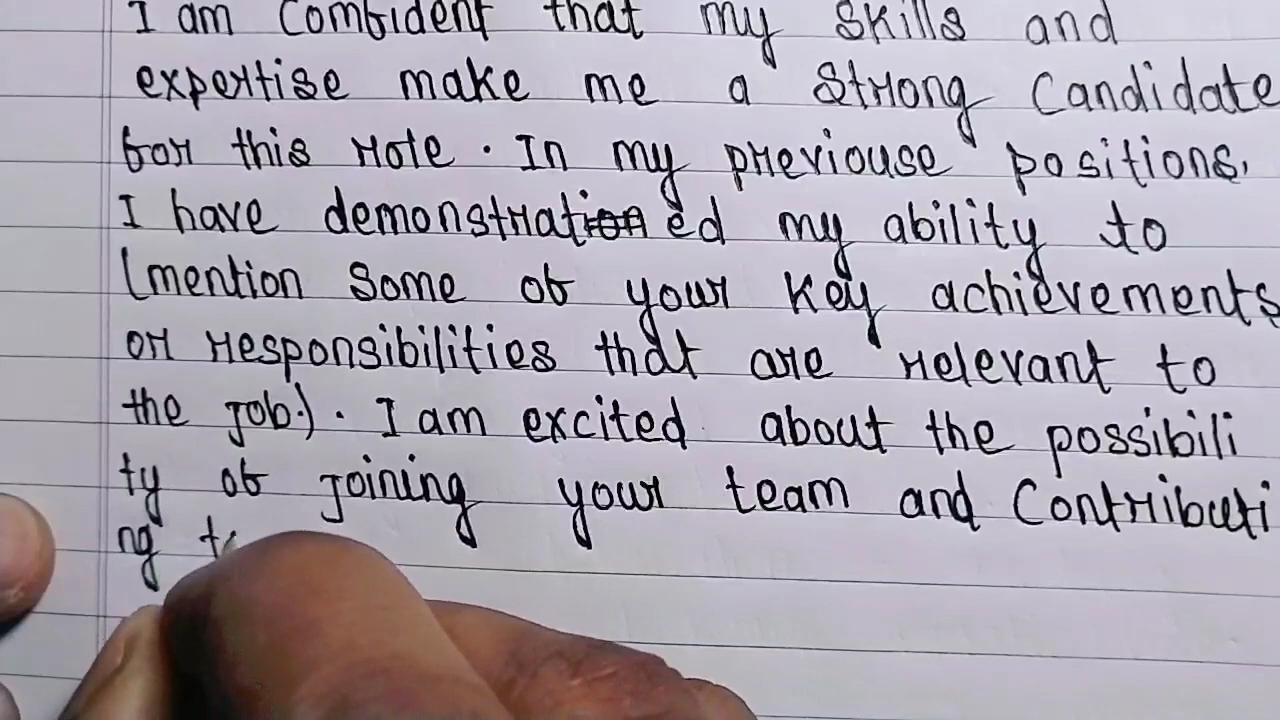 I am Comfident that my skills and
expertise make me a strong Candidate
for this role. In my previouse positions,
I have demonstrated my ability to
(mention some of your key achievements
or responsibilities that are relevant to
the job.). I am excited about the possibili
ty of joining your team and Contributi
ng